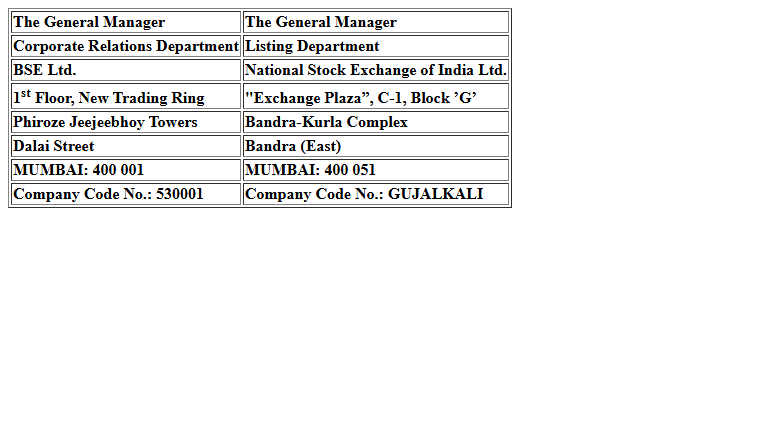 The General Manager The General Manager
Corporate Relations Department Listing Department
BSE Ltd. National Stock Exchange of India Ltd.
1st Floor, New Trading Ring "Exchange Plaza”, C-1, Block ’G’
Phiroze Jeejeebhoy Towers Bandra-Kurla Complex
Dalai Street Bandra (East)
MUMBAI: 400 001 MUMBAI: 400 051
Company Code No.: 530001 Company Code No.: GUJALKALI